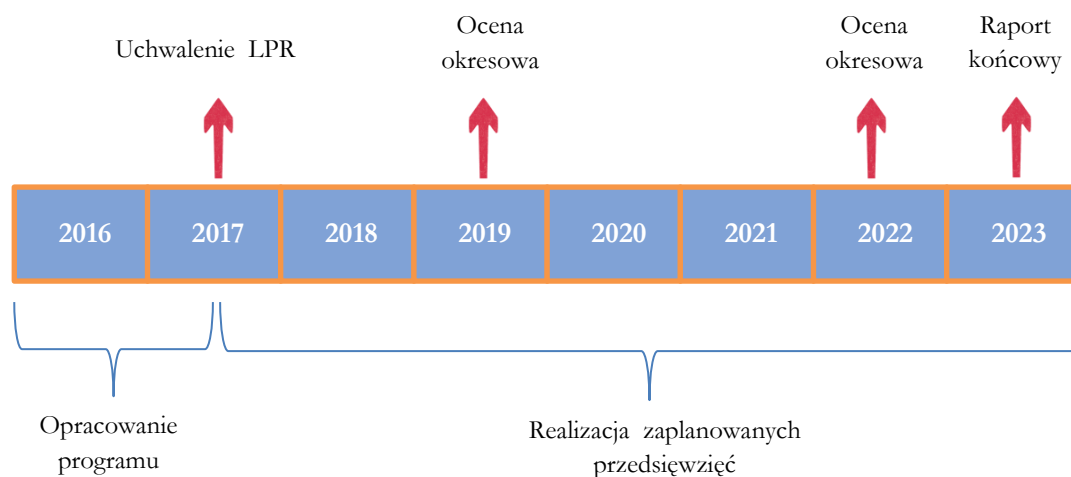 Uchwalenie LPR
Ocena
okresowa
Ocena
okresowa
Raport
końcowy
2016 2017 2018 2019 2020 2021 2022 2023
Opracowanie
programu
Realizacja zaplanowanych
przedsięwzięć